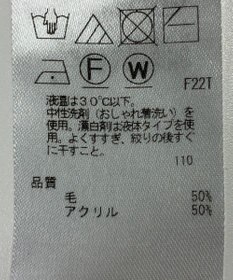 F W
F22T
液温は30℃以下。
中性洗剤(おしゃれ着洗い)を
使用。漂白剤は液体タイプを使
用。よくすすぎ、絞りの後すぐ
に干すこと。
110
品質
毛 50%
アクリル 50%